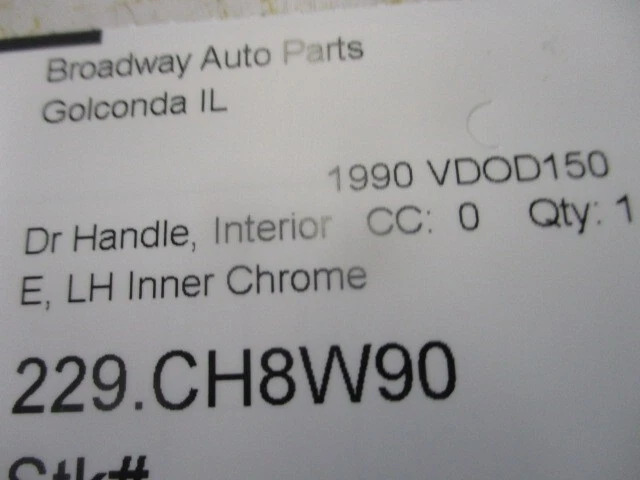 Broadway Auto Parts
Golconda IL
1990 VDOD150
Dr Handle, Interior CC: 0 Qty: 1
E, LH Inner Chrome
229.CH8W90
Stk#